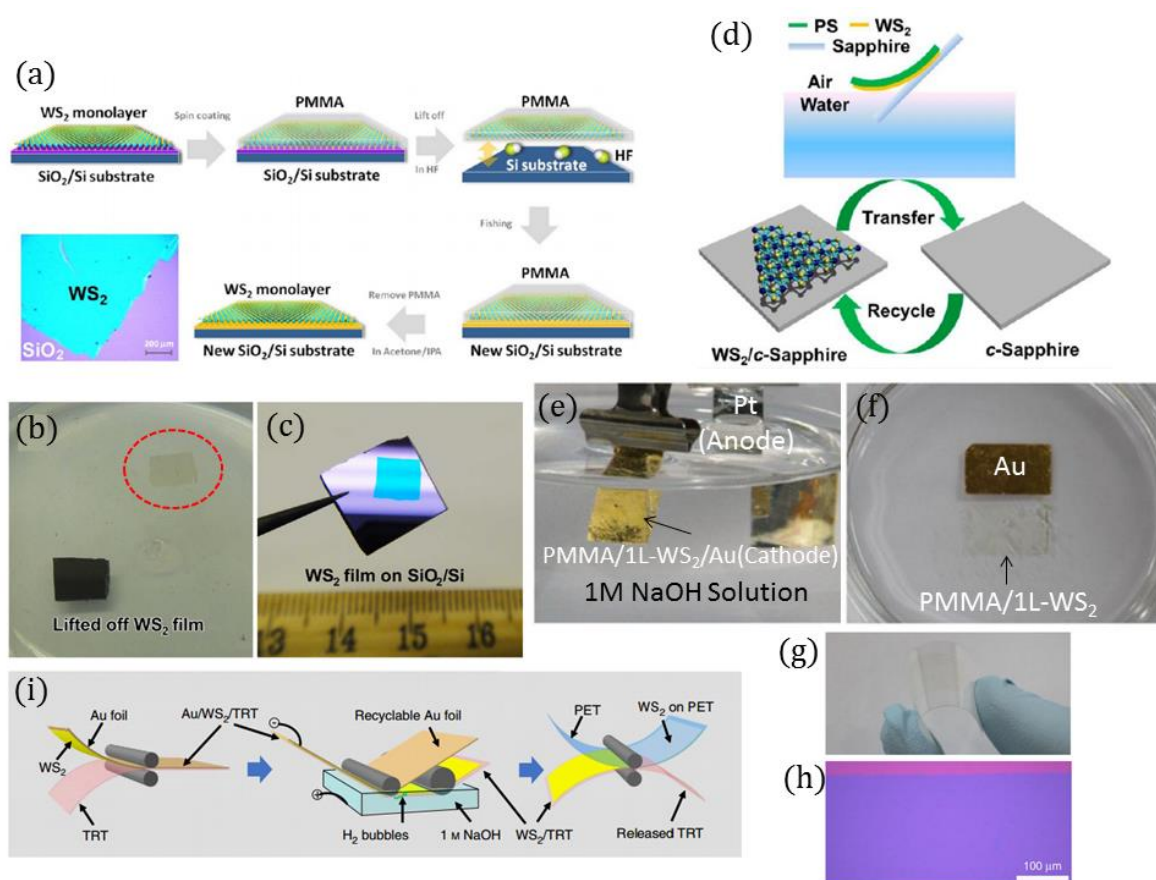 (a)
WS₂ monolayer
Spin coating
PMMA
Lift off
PMMA
In HF
HF
Si substrate
SiO₂/Si substrate
SiO₂/Si substrate
Fishing
WS₂
200 μm
SiO₂
WS₂ monolayer
Remove PMMA
PMMA
In Acetone/IPA
New SiO₂/Si substrate
New SiO₂/Si substrate
(d)
PS WS₂
Sapphire
Air
Water
Transfer
Recycle
WS₂/c-Sapphire
c-Sapphire
(b)
Lifted off WS₂ film
(c)
WS₂ film on SiO₂/Si
13 14 15 16
(e)
Pt
(Anode)
PMMA/1L-WS₂/Au(Cathode)
1M NaOH Solution
(f)
Au
PMMA/1L-WS₂
(g)
(h)
100 μm
(i)
Au foil
Au/WS₂/TRT
WS₂
TRT
Recyclable Au foil
H₂ bubbles
1 M NaOH
WS₂/TRT
PET
WS₂ on PET
Released TRT